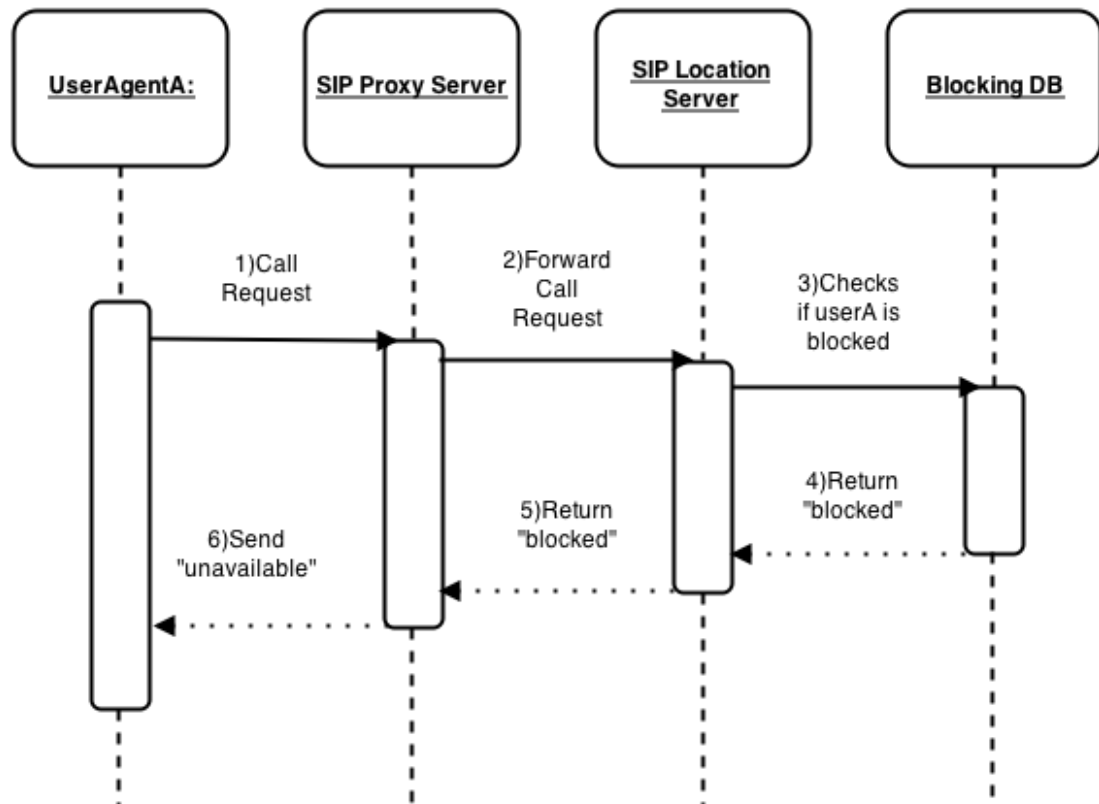 UserAgentA:
SIP Proxy Server
SIP Location
Server
Blocking DB
1)Call
Request
2)Forward
Call
Request
3)Checks
if userA is
blocked
4)Return
"blocked"
5)Return
"blocked"
6)Send
"unavailable"